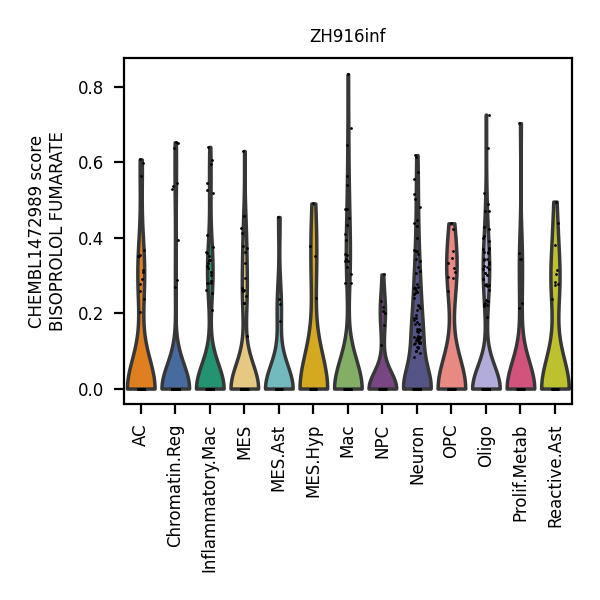 ZH916inf
CHEMBL1472989 score
BISOPROLOL FUMARATE
0.8
0.6
0.4
0.2
0.0
AC
Chromatin.Reg
Inflammatory.Mac
MES
MES.Ast
MES.Hyp
Mac
NPC
Neuron
OPC
Oligo
Prolif.Metab
Reactive.Ast